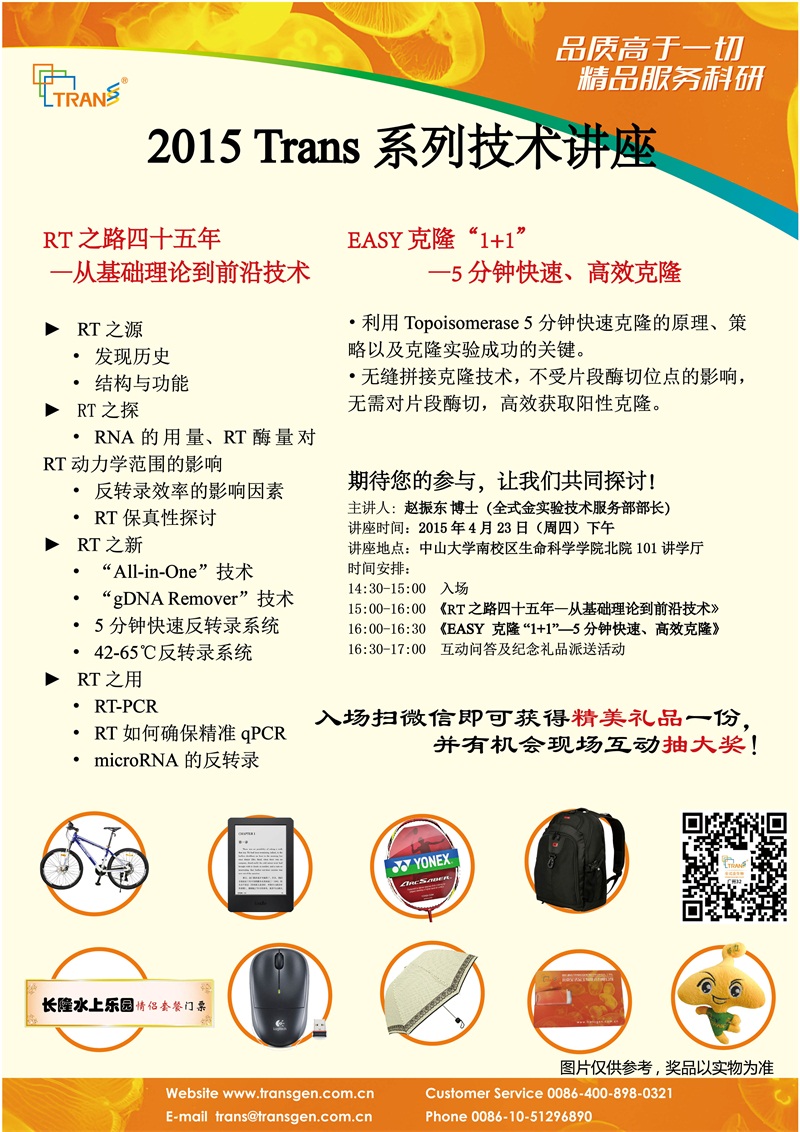 品质高于一切
精品服务科研
TRANS®
2015 Trans 系列技术讲座
RT 之路四十五年
—从基础理论到前沿技术
► RT 之源
• 发现历史
• 结构与功能
► RT 之探
• RNA 的用量、RT 酶量对
RT 动力学范围的影响
• 反转录效率的影响因素
• RT 保真性探讨
► RT 之新
• “All-in-One”技术
• “gDNA Remover”技术
• 5 分钟快速反转录系统
• 42-65℃反转录系统
► RT 之用
• RT-PCR
• RT 如何确保精准 qPCR
• microRNA 的反转录
EASY 克隆“1+1”
—5 分钟快速、高效克隆
• 利用 Topoisomerase 5 分钟快速克隆的原理、策
略以及克隆实验成功的关键。
• 无缝拼接克隆技术，不受片段酶切位点的影响，
无需对片段酶切，高效获取阳性克隆。
期待您的参与，让我们共同探讨！
主讲人：赵振东 博士（全式金实验技术服务部部长）
讲座时间：2015 年 4 月 23 日（周四）下午
讲座地点：中山大学南校区生命科学学院北院 101 讲学厅
时间安排：
14:30-15:00 入场
15:00-16:00 《RT 之路四十五年—从基础理论到前沿技术》
16:00-16:30 《EASY 克隆“1+1”—5 分钟快速、高效克隆》
16:30-17:00 互动问答及纪念礼品派送活动
入场扫微信即可获得精美礼品一份，
并有机会现场互动抽大奖！
YONEX
ARCSABER
TRANS
广州32
长隆水上乐园情侣套餐门票
Logitech
图片仅供参考，奖品以实物为准
Website www.transgen.com.cn
Customer Service 0086-400-898-0321
E-mail trans@transgen.com.cn
Phone 0086-10-51296890